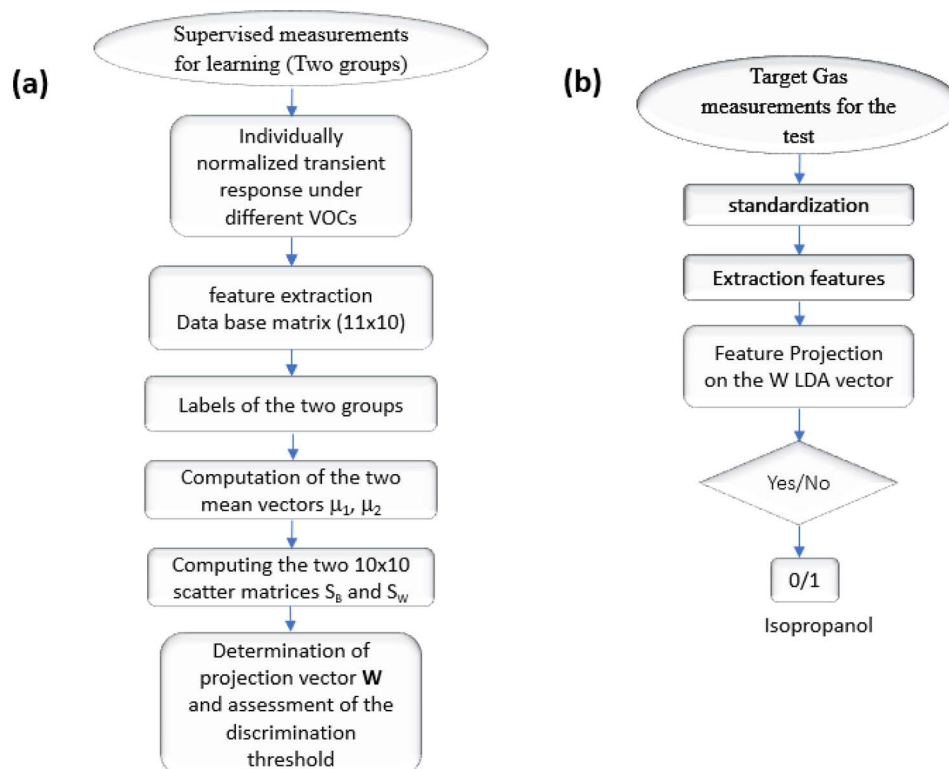 (a)
Supervised measurements
for learning (Two groups)
Individually
normalized transient
response under
different VOCs
feature extraction
Data base matrix (11x10)
Labels of the two groups
Computation of the two
mean vectors μ₁, μ₂
Computing the two 10x10
scatter matrices S_B and S_W
Determination of
projection vector W
and assessment of the
discrimination
threshold
(b)
Target Gas
measurements for the
test
standardization
Extraction features
Feature Projection
on the W LDA vector
Yes/No
0/1
Isopropanol